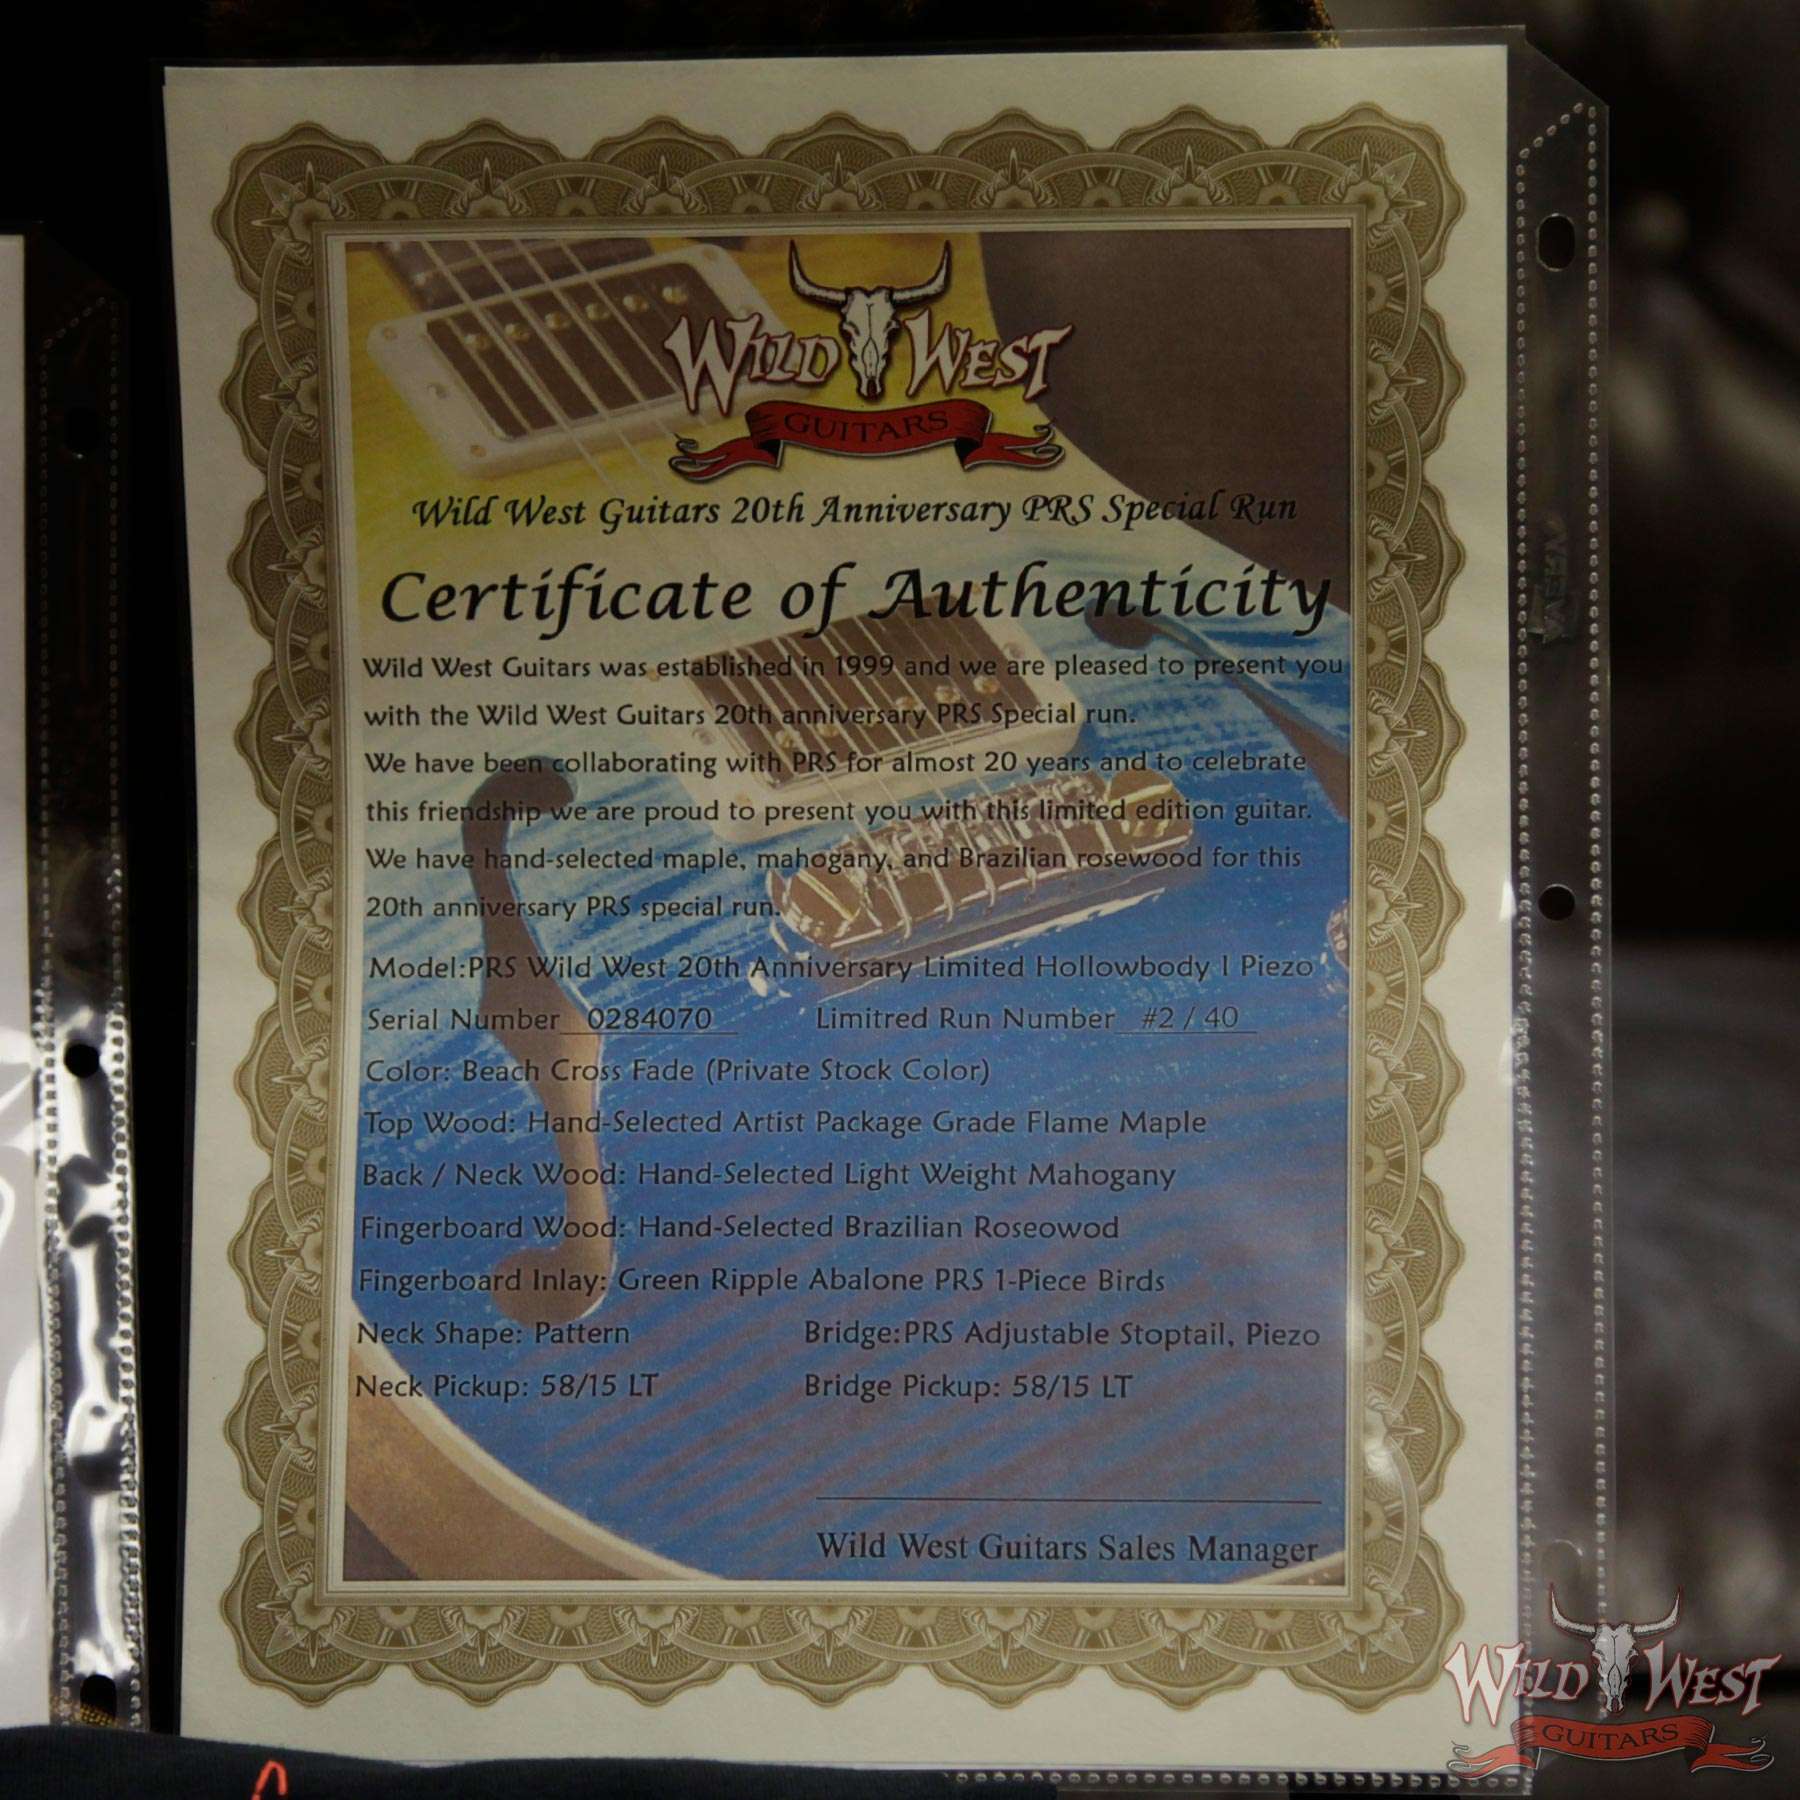 WILD WEST
GUITARS
Wild West Guitars 20th Anniversary PRS Special Run
Certificate of Authenticity
Wild West Guitars was established in 1999 and we are pleased to present you
with the Wild West Guitars 20th anniversary PRS Special run.
We have been collaborating with PRS for almost 20 years and to celebrate
this friendship we are proud to present you with this limited edition guitar.
We have hand-selected maple, mahogany, and Brazilian rosewood for this
20th anniversary PRS special run.
Model:PRS Wild West 20th Anniversary Limited Hollowbody I Piezo
Serial Number 0284070 Limitred Run Number #2 / 40
Color: Beach Cross Fade (Private Stock Color)
Top Wood: Hand-Selected Artist Package Grade Flame Maple
Back / Neck Wood: Hand-Selected Light Weight Mahogany
Fingerboard Wood: Hand-Selected Brazilian Roseowod
Fingerboard Inlay: Green Ripple Abalone PRS 1-Piece Birds
Neck Shape: Pattern Bridge:PRS Adjustable Stoptail, Piezo
Neck Pickup: 58/15 LT Bridge Pickup: 58/15 LT
Wild West Guitars Sales Manager
WILD WEST
GUITARS